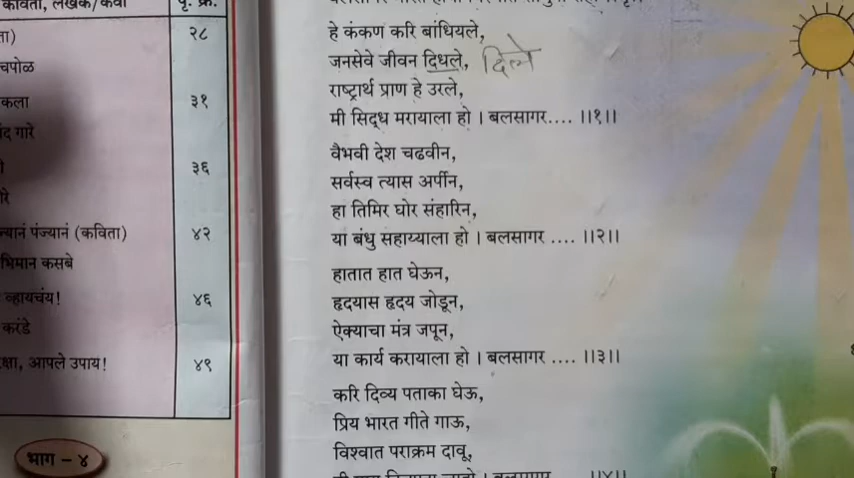 कविता, लेखक/कवी
पृ. क्र.
ता)
२८
चपोळ
कला
३१
गारे
३६
रे
ज्यानं पंज्यानं (कविता)
४२
भिमान कसबे
व्हायचंय!
४६
करंडे
क्षा, आपले उपाय!
४९
भाग – ४
हे कंकण करि बांधियले,
जनसेवे जीवन दिधले, दिले
राष्ट्रार्थ प्राण हे उरले,
मी सिद्ध मरायाला हो । बलसागर.... ।।१।।
वैभवी देश चढवीन,
सर्वस्व त्यास अर्पीन,
हा तिमिर घोर संहारिन,
या बंधु सहाय्याला हो । बलसागर .... ।।२।।
हातात हात घेऊन,
हृदयास हृदय जोडून,
ऐक्याचा मंत्र जपून,
या कार्य करायाला हो । बलसागर .... ।।३।।
करि दिव्य पताका घेऊ,
प्रिय भारत गीते गाऊ,
विश्वात पराक्रम दावू,